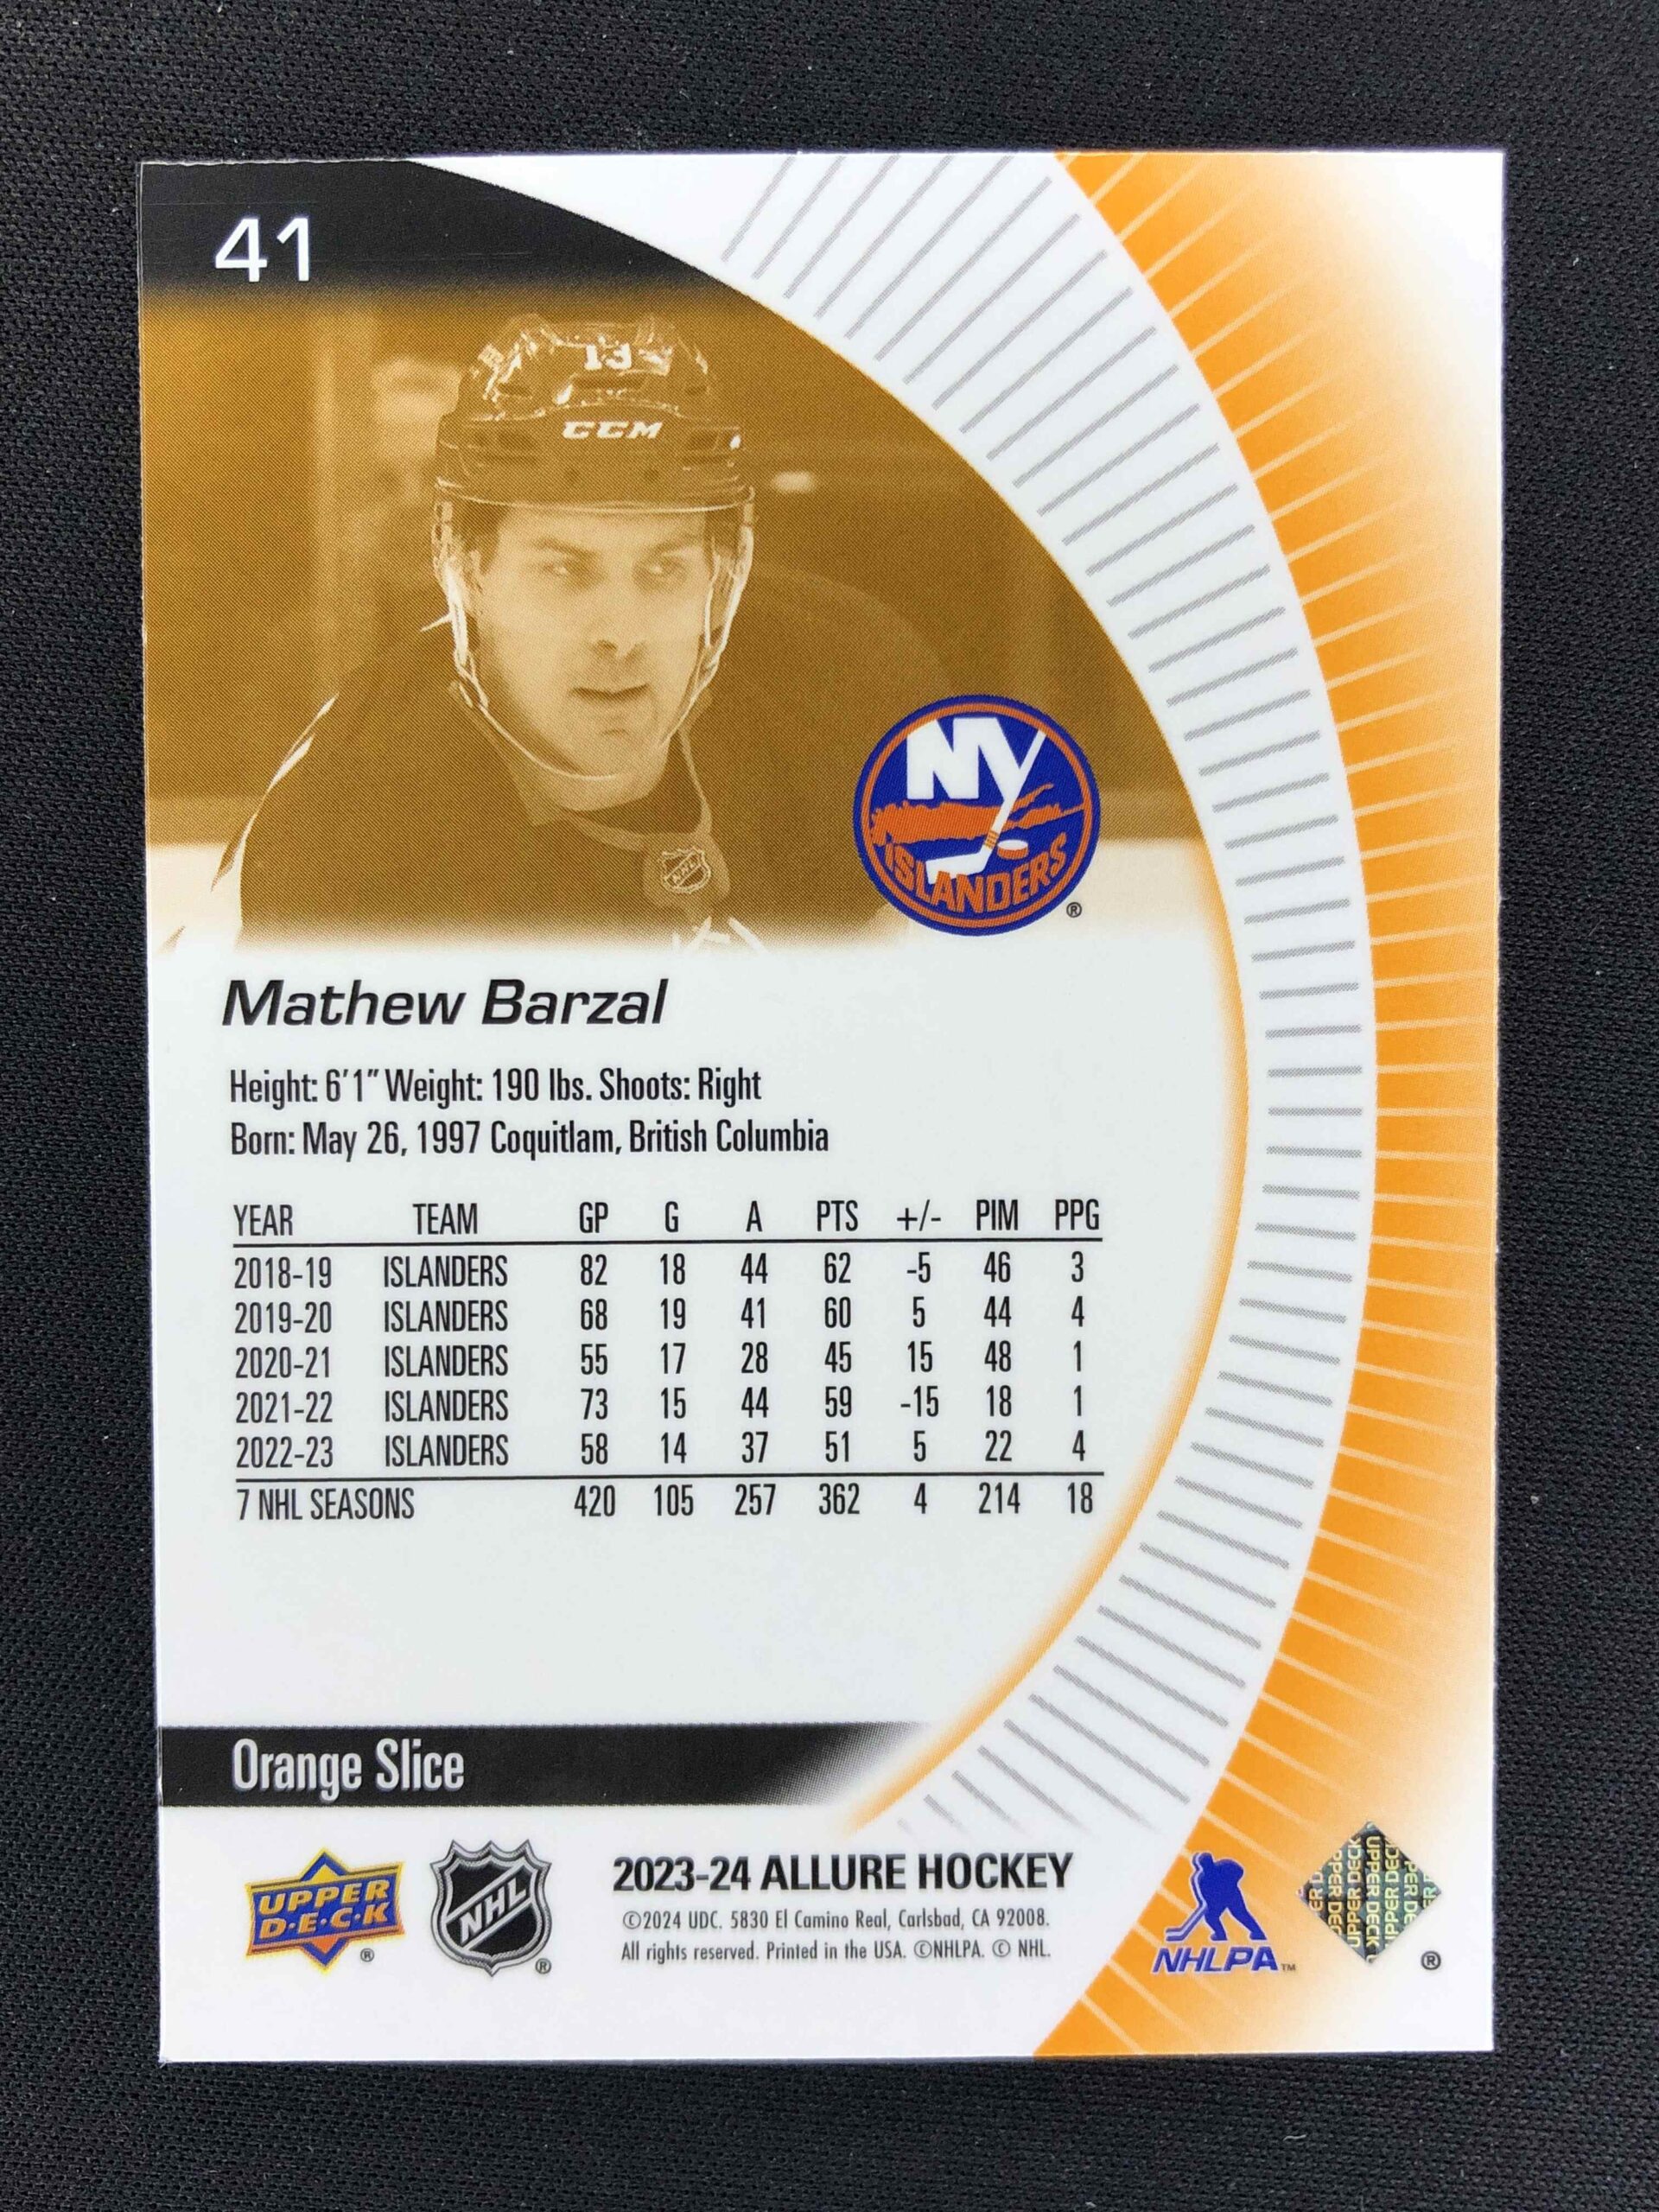 41
13
CCM
NHL
NY
ISLANDERS
®
Mathew Barzal
Height: 6'1" Weight: 190 lbs. Shoots: Right
Born: May 26, 1997 Coquitlam, British Columbia
YEAR TEAM GP G A PTS +/- PIM PPG
2018-19 ISLANDERS 82 18 44 62 -5 46 3
2019-20 ISLANDERS 68 19 41 60 5 44 4
2020-21 ISLANDERS 55 17 28 45 15 48 1
2021-22 ISLANDERS 73 15 44 59 -15 18 1
2022-23 ISLANDERS 58 14 37 51 5 22 4
7 NHL SEASONS 420 105 257 362 4 214 18
Orange Slice
UPPER
D·E·C·K
®
NHL
®
2023-24 ALLURE HOCKEY
©2024 UDC. 5830 El Camino Real, Carlsbad, CA 92008.
All rights reserved. Printed in the USA. ©NHLPA. © NHL.
NHLPA™
UPPER DECK
®